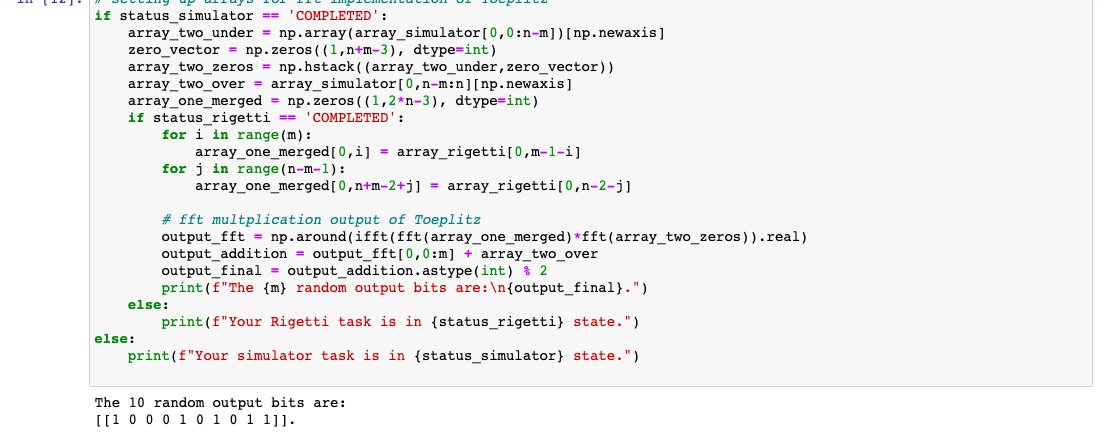 In [12]: # setting up arrays for fft implementation of Toeplitz
if status_simulator == 'COMPLETED':
    array_two_under = np.array(array_simulator[0,0:n-m])[np.newaxis]
    zero_vector = np.zeros((1,n+m-3), dtype=int)
    array_two_zeros = np.hstack((array_two_under,zero_vector))
    array_two_over = array_simulator[0,n-m:n][np.newaxis]
    array_one_merged = np.zeros((1,2*n-3), dtype=int)
    if status_rigetti == 'COMPLETED':
        for i in range(m):
            array_one_merged[0,i] = array_rigetti[0,m-1-i]
        for j in range(n-m-1):
            array_one_merged[0,n+m-2+j] = array_rigetti[0,n-2-j]
        # fft multplication output of Toeplitz
        output_fft = np.around(ifft(fft(array_one_merged)*fft(array_two_zeros)).real)
        output_addition = output_fft[0,0:m] + array_two_over
        output_final = output_addition.astype(int) % 2
        print(f"The {m} random output bits are:\n{output_final}.")
    else:
        print(f"Your Rigetti task is in {status_rigetti} state.")
else:
    print(f"Your simulator task is in {status_simulator} state.")
The 10 random output bits are:
[[1 0 0 0 1 0 1 0 1 1]].